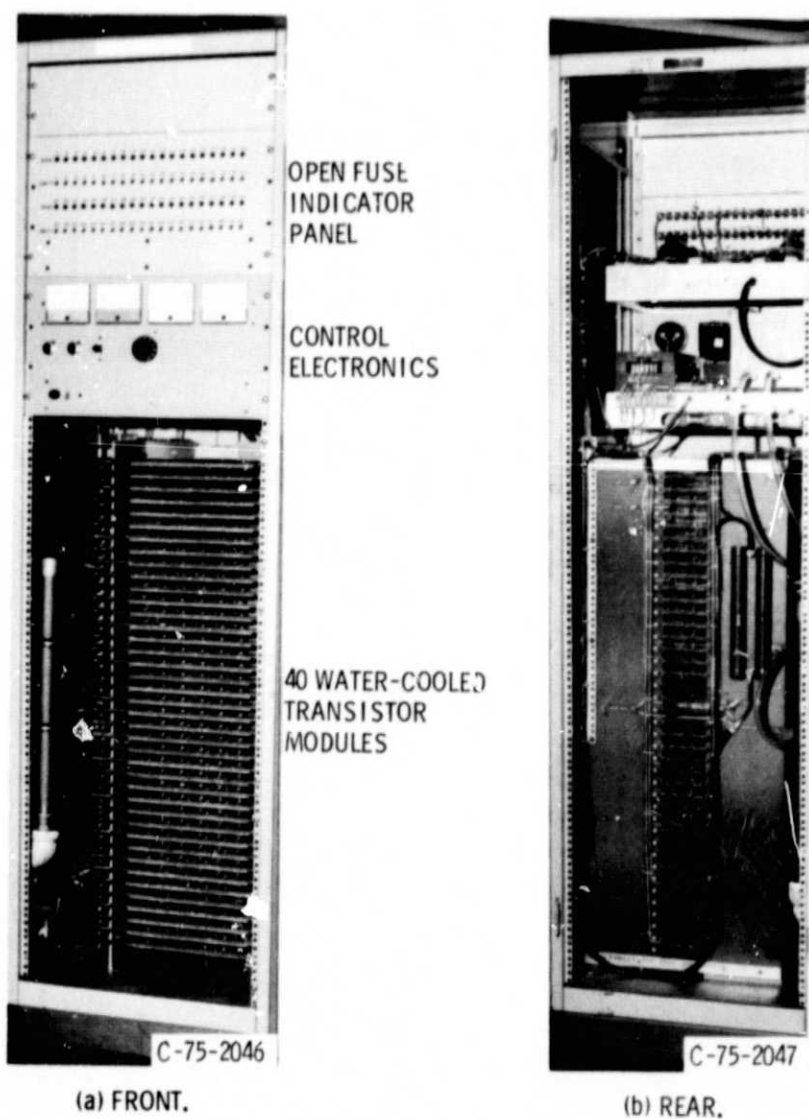 OPEN FUSE
INDICATOR
PANEL
CONTROL
ELECTRONICS
40 WATER-COOLED
TRANSISTOR
MODULES
C-75-2046
C-75-2047
(a) FRONT.
(b) REAR.